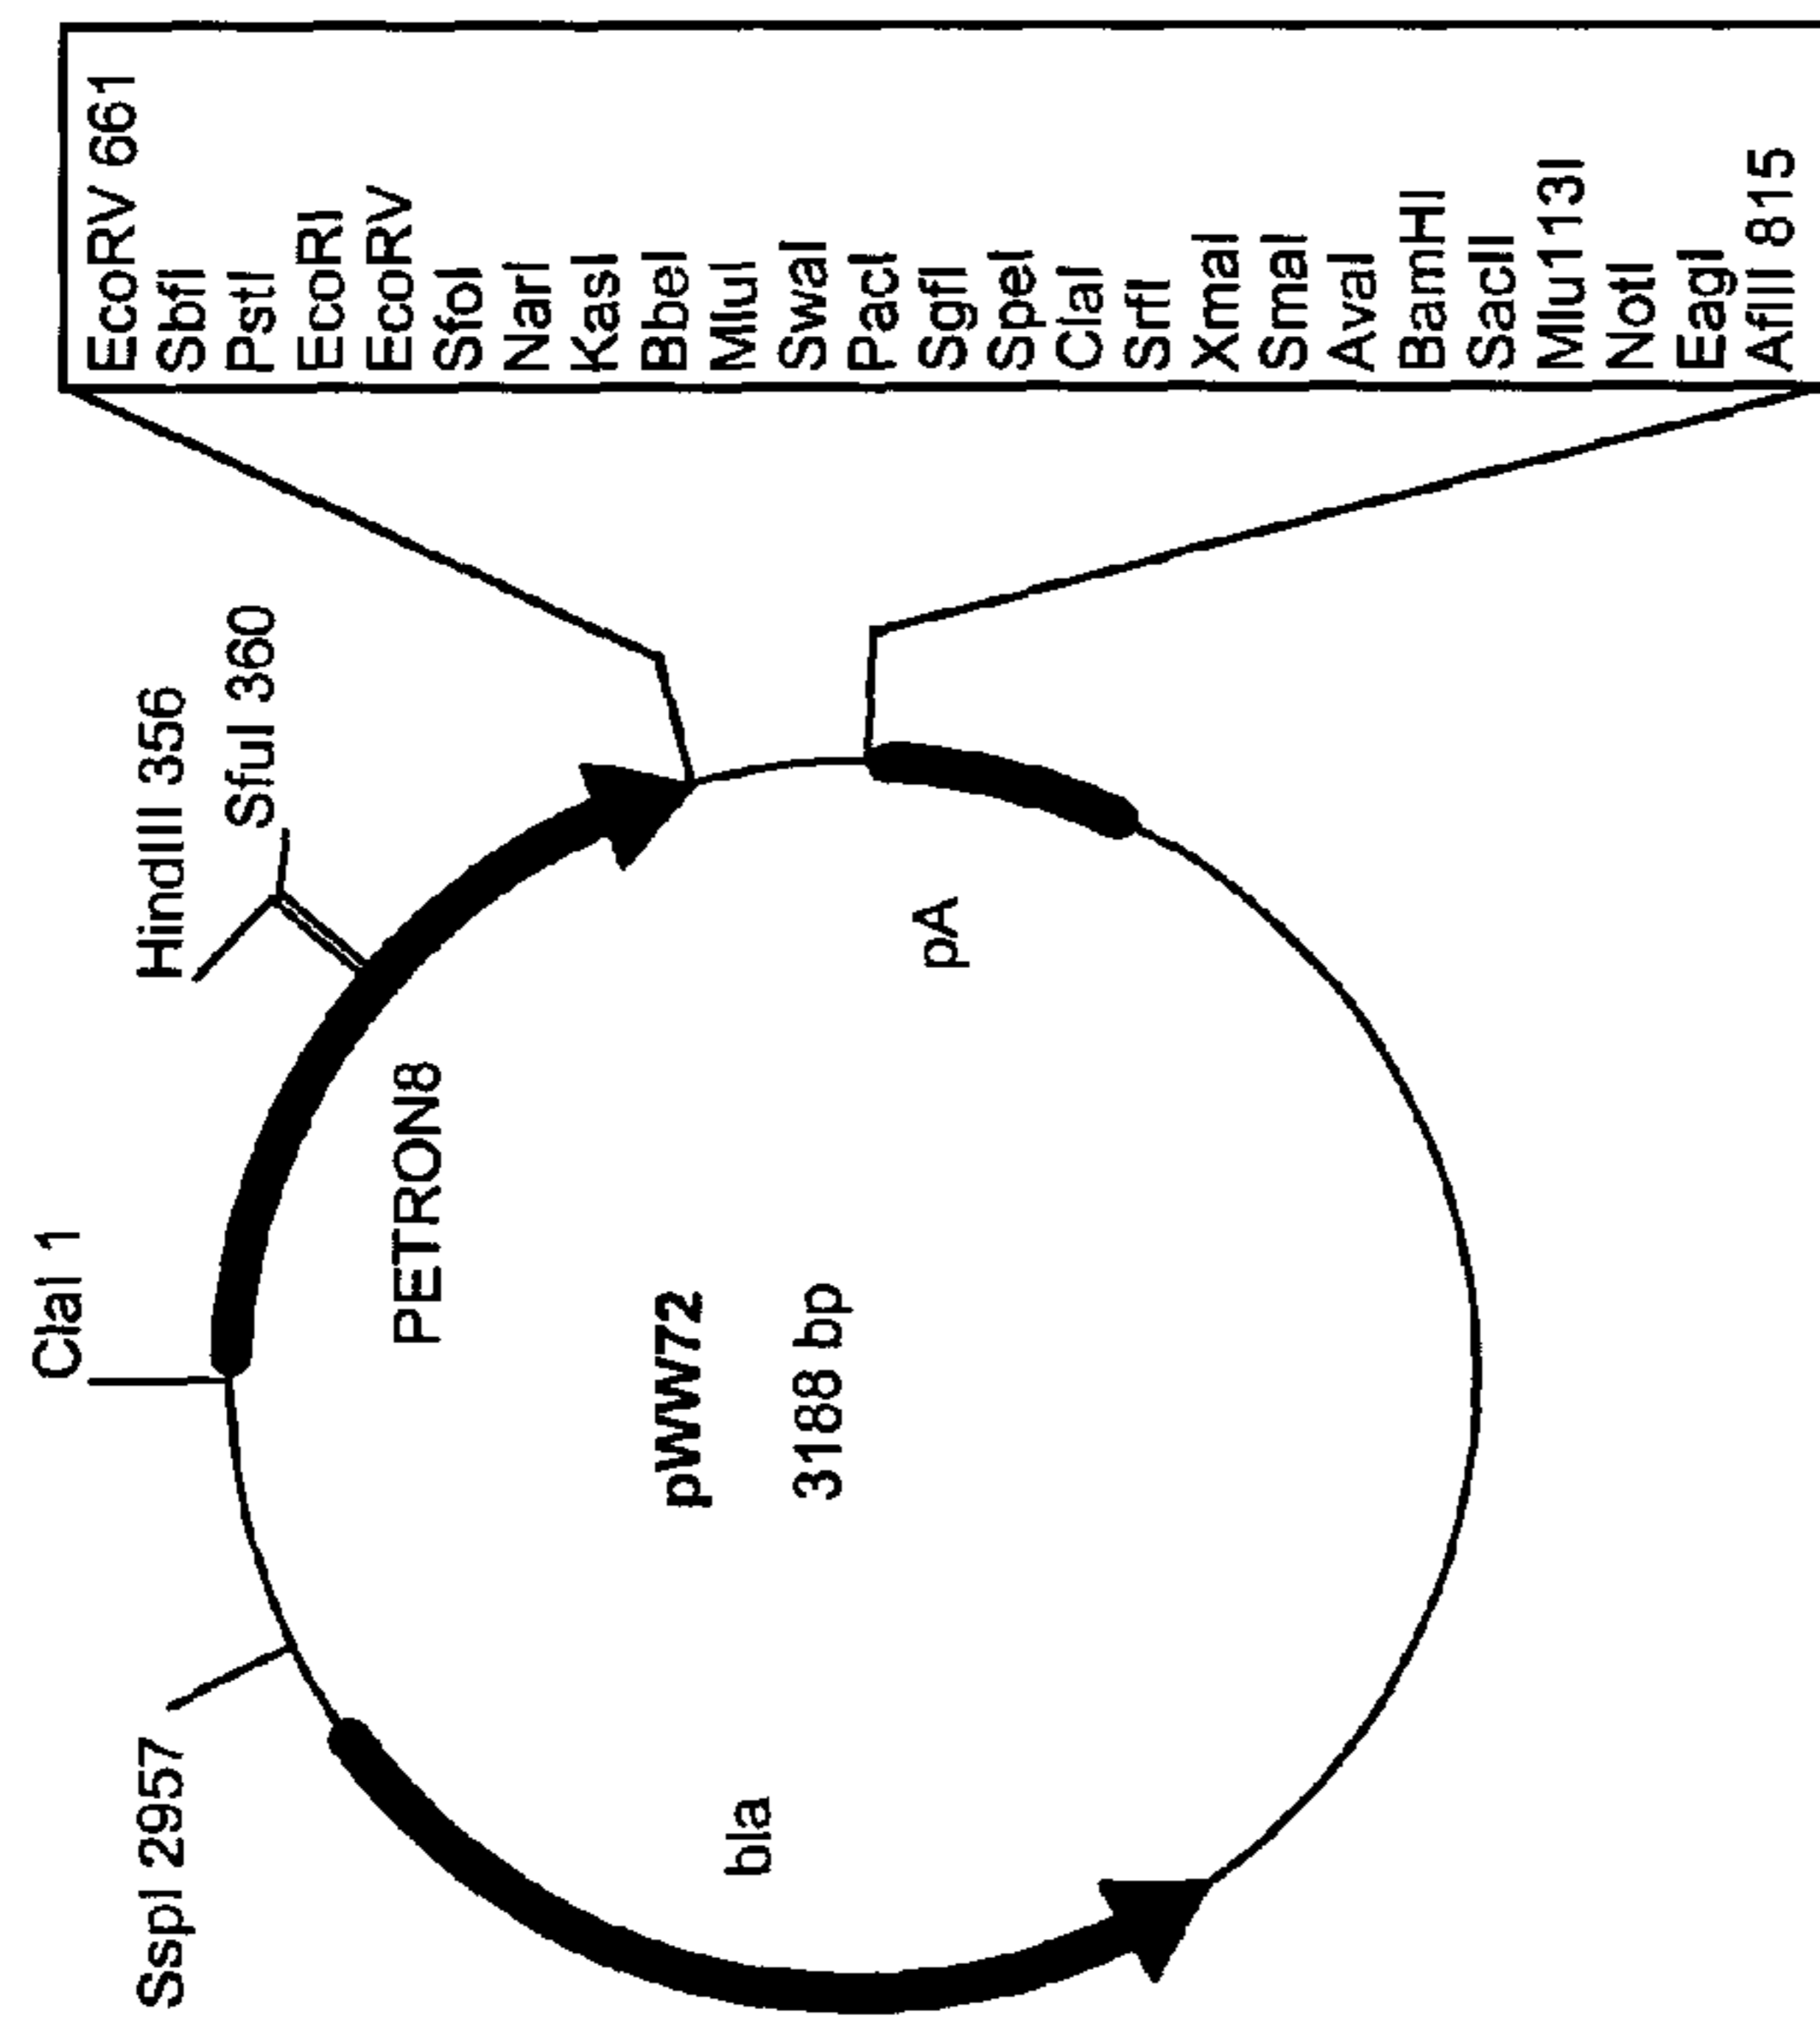 SspI 2957
ClaI 1
HindIII 356
SfuI 360
PETRON8
pWW72
3188 bp
bla
pA
EcoRV 661
SbfI
PstI
EcoRI
EcoRV
SfoI
NarI
KasI
BbeI
MluI
SwaI
PacI
SgfI
SpeI
ClaI
SrfI
XmaI
SmaI
AvaI
BamHI
SacII
Mlu113I
NotI
EagI
AflII 815